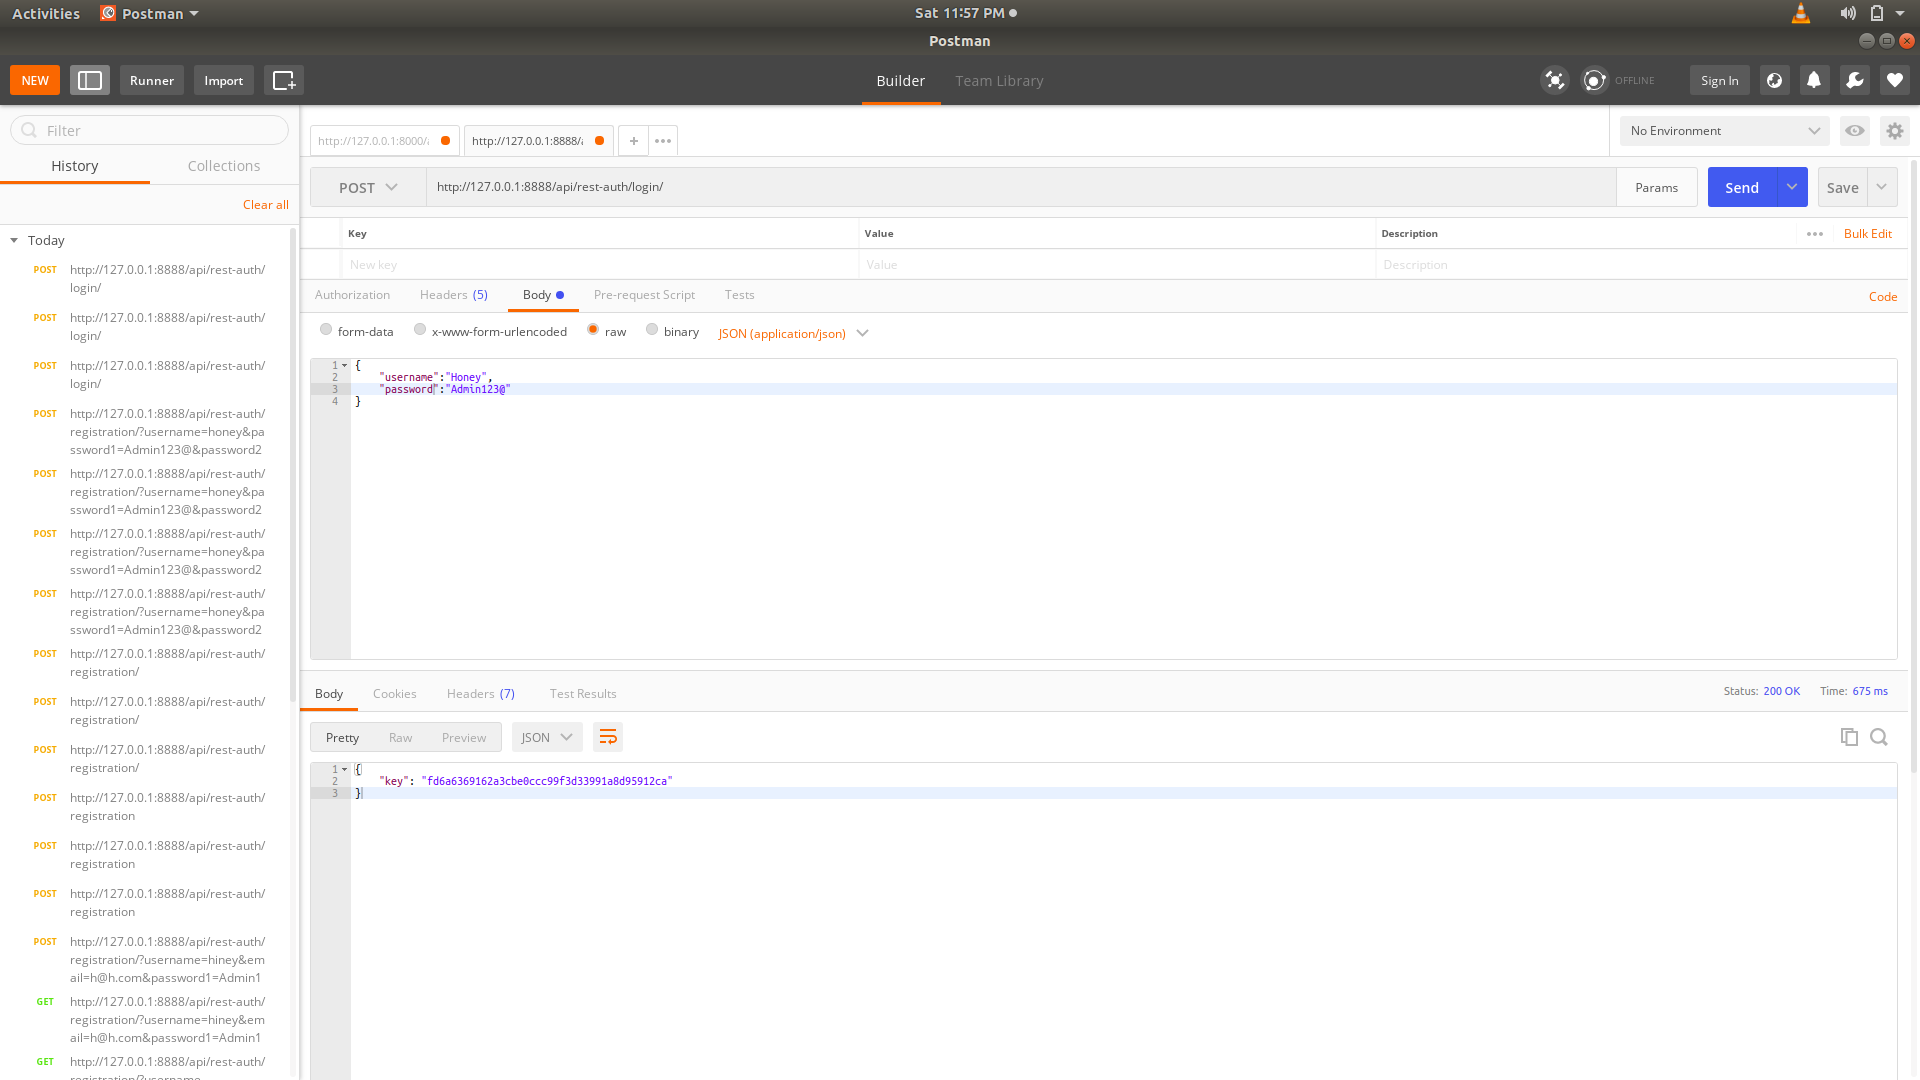 Activities Postman Sat 11:57 PM
Postman
NEW Runner Import Builder Team Library OFFLINE Sign In
Filter
History Collections
Clear all
Today
POST http://127.0.0.1:8888/api/rest-auth/
login/
POST http://127.0.0.1:8888/api/rest-auth/
login/
POST http://127.0.0.1:8888/api/rest-auth/
login/
POST http://127.0.0.1:8888/api/rest-auth/
registration/?username=honey&pa
ssword1=Admin123@&password2
POST http://127.0.0.1:8888/api/rest-auth/
registration/?username=honey&pa
ssword1=Admin123@&password2
POST http://127.0.0.1:8888/api/rest-auth/
registration/?username=honey&pa
ssword1=Admin123@&password2
POST http://127.0.0.1:8888/api/rest-auth/
registration/?username=honey&pa
ssword1=Admin123@&password2
POST http://127.0.0.1:8888/api/rest-auth/
registration/
POST http://127.0.0.1:8888/api/rest-auth/
registration/
POST http://127.0.0.1:8888/api/rest-auth/
registration/
POST http://127.0.0.1:8888/api/rest-auth/
registration
POST http://127.0.0.1:8888/api/rest-auth/
registration
POST http://127.0.0.1:8888/api/rest-auth/
registration
POST http://127.0.0.1:8888/api/rest-auth/
registration/?username=hiney&em
ail=h@h.com&password1=Admin1
GET http://127.0.0.1:8888/api/rest-auth/
registration/?username=hiney&em
ail=h@h.com&password1=Admin1
GET http://127.0.0.1:8888/api/rest-auth/
registration/?username
http://127.0.0.1:8000/ http://127.0.0.1:8888/ + ••• No Environment
POST http://127.0.0.1:8888/api/rest-auth/login/ Params Send Save
Key Value Description ••• Bulk Edit
New key Value Description
Authorization Headers (5) Body Pre-request Script Tests Code
form-data x-www-form-urlencoded raw binary JSON (application/json)
1 {
2 "username":"Honey",
3 "password":"Admin123@"
4 }
Body Cookies Headers (7) Test Results Status: 200 OK Time: 675 ms
Pretty Raw Preview JSON
1 {
2 "key": "fd6a6369162a3cbe0ccc99f3d33991a8d95912ca"
3 }